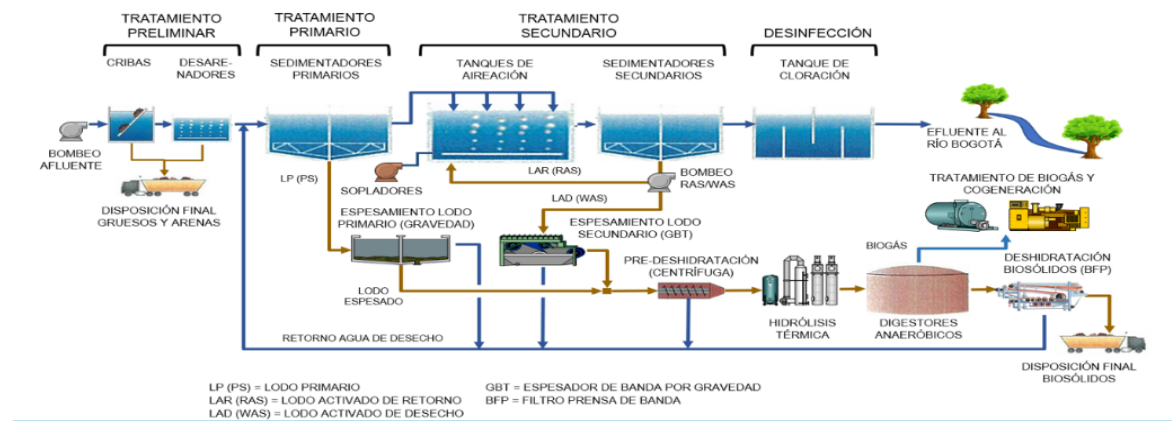 TRATAMIENTO
PRELIMINAR
TRATAMIENTO
PRIMARIO
TRATAMIENTO
SECUNDARIO
DESINFECCIÓN
CRIBAS
DESARE-
NADORES
SEDIMENTADORES
PRIMARIOS
TANQUES DE
AIREACIÓN
SEDIMENTADORES
SECUNDARIOS
TANQUE DE
CLORACIÓN
BOMBEO
AFLUENTE
EFLUENTE AL
RÍO BOGOTÁ
DISPOSICIÓN FINAL
GRUESOS Y ARENAS
LP (PS)
SOPLADORES
LAR (RAS)
BOMBEO
RAS/WAS
LAD (WAS)
TRATAMIENTO DE BIOGÁS Y
COGENERACIÓN
ESPESAMIENTO LODO
PRIMARIO (GRAVEDAD)
ESPESAMIENTO LODO
SECUNDARIO (GBT)
PRE-DESHIDRATACIÓN
(CENTRÍFUGA)
BIOGÁS
DESHIDRATACIÓN
BIOSÓLIDOS (BFP)
LODO
ESPESADO
HIDRÓLISIS
TÉRMICA
DIGESTORES
ANAERÓBICOS
RETORNO AGUA DE DESECHO
DISPOSICIÓN FINAL
BIOSÓLIDOS
LP (PS) = LODO PRIMARIO
LAR (RAS) = LODO ACTIVADO DE RETORNO
LAD (WAS) = LODO ACTIVADO DE DESECHO
GBT = ESPESADOR DE BANDA POR GRAVEDAD
BFP = FILTRO PRENSA DE BANDA